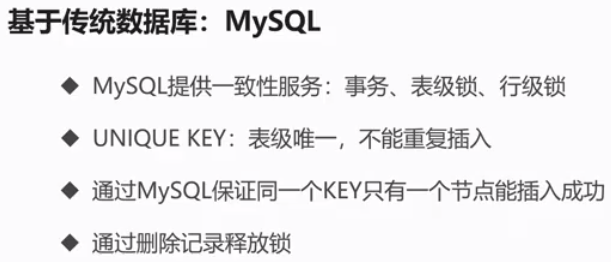 基于传统数据库：MySQL
◆ MySQL提供一致性服务：事务、表级锁、行级锁
◆ UNIQUE KEY：表级唯一，不能重复插入
◆ 通过MySQL保证同一个KEY只有一个节点能插入成功
◆ 通过删除记录释放锁